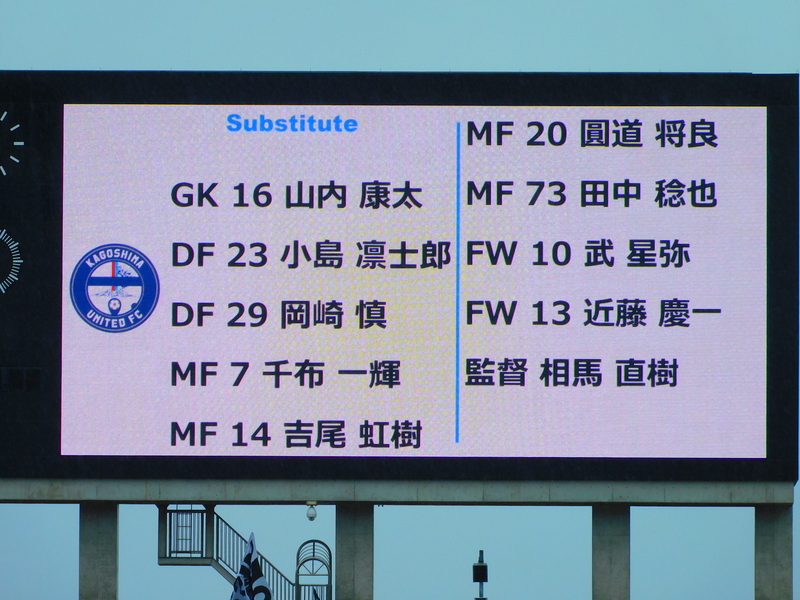 Substitute
GK 16 山内 康太
DF 23 小島 凛士郎
DF 29 岡崎 慎
MF 7 千布 一輝
MF 14 吉尾 虹樹
MF 20 圓道 将良
MF 73 田中 稔也
FW 10 武 星弥
FW 13 近藤 慶一
監督 相馬 直樹
KAGOSHIMA
UNITED FC